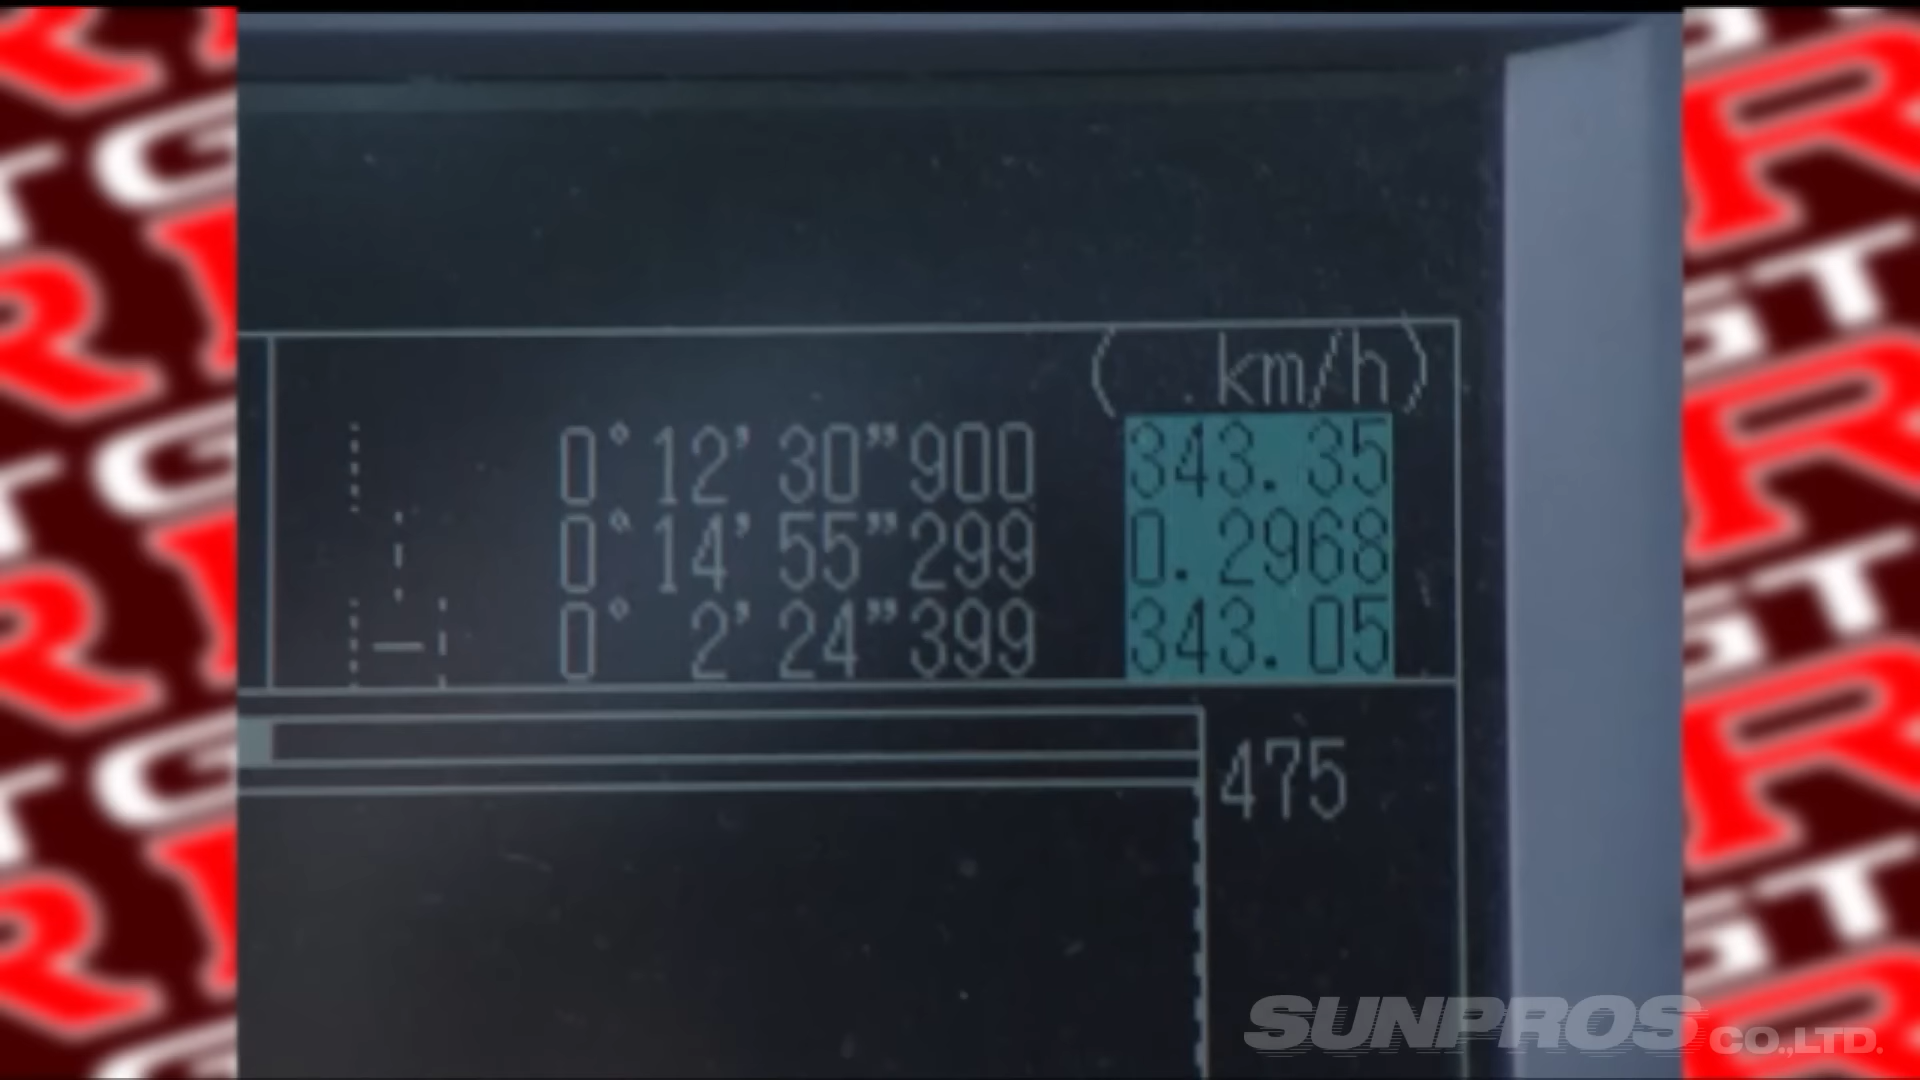 ( . km/h)
0°12'30”900 343.35
0°14'55”299 0.2968
0° 2'24”399 343.05
475
SUNPROS CO.,LTD.
GTR